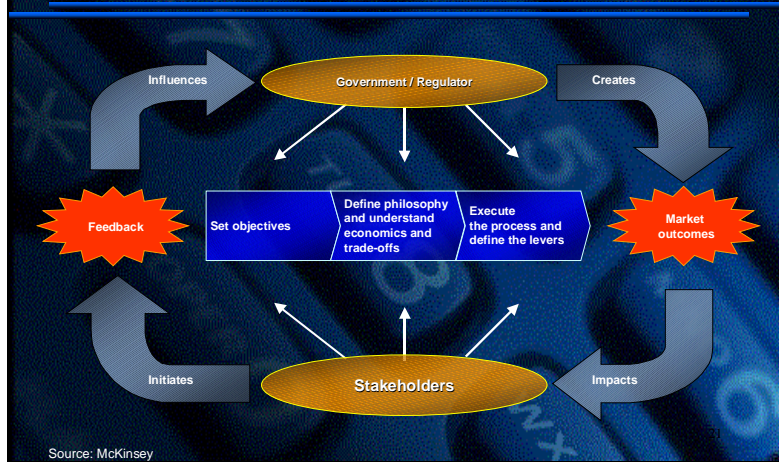 Influences
Government / Regulator
Creates
Feedback
Set objectives
Define philosophy
and understand
economics and
trade-offs
Execute
the process and
define the levers
Market
outcomes
Initiates
Stakeholders
Impacts
Source: McKinsey